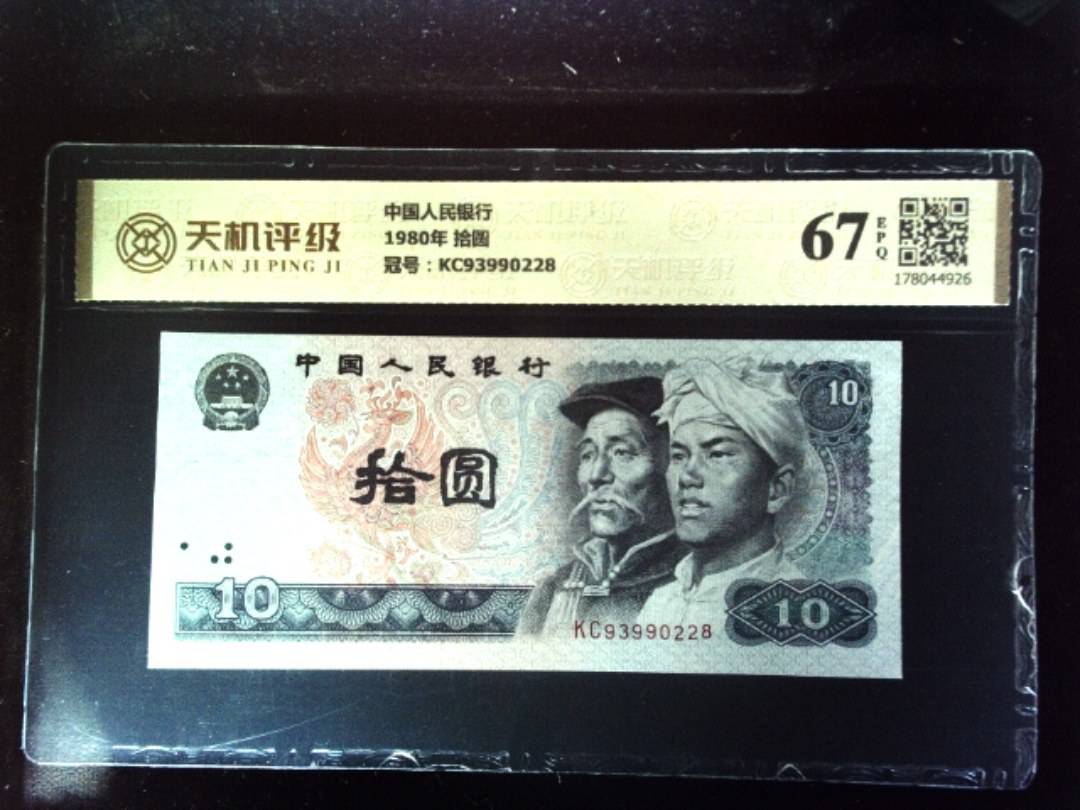 天机评级
TIAN JI PING JI
中国人民银行
1980年 拾圆
冠号：KC93990228
67
EPQ
178044926
中国人民银行
10
拾圆
10
KC93990228
10